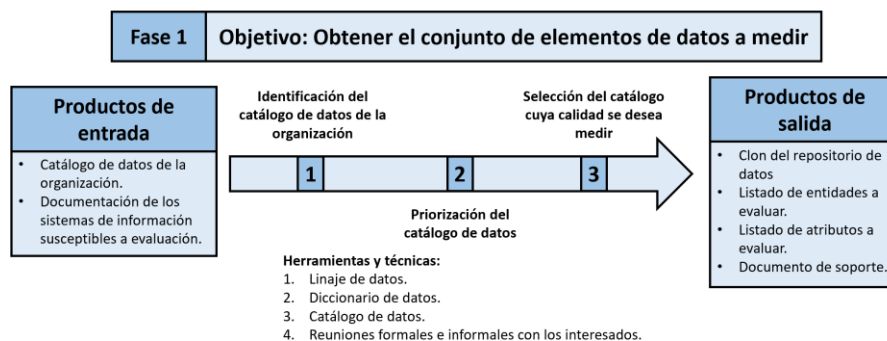 Fase 1
Objetivo: Obtener el conjunto de elementos de datos a medir
Productos de
entrada
• Catálogo de datos de la
organización.
• Documentación de los
sistemas de información
susceptibles a evaluación.
Identificación del
catálogo de datos de la
organización
Selección del catálogo
cuya calidad se desea
medir
1
2
3
Priorización del
catálogo de datos
Herramientas y técnicas:
1. Linaje de datos.
2. Diccionario de datos.
3. Catálogo de datos.
4. Reuniones formales e informales con los interesados.
Productos de
salida
• Clon del repositorio de
datos
• Listado de entidades a
evaluar.
• Listado de atributos a
evaluar.
• Documento de soporte.